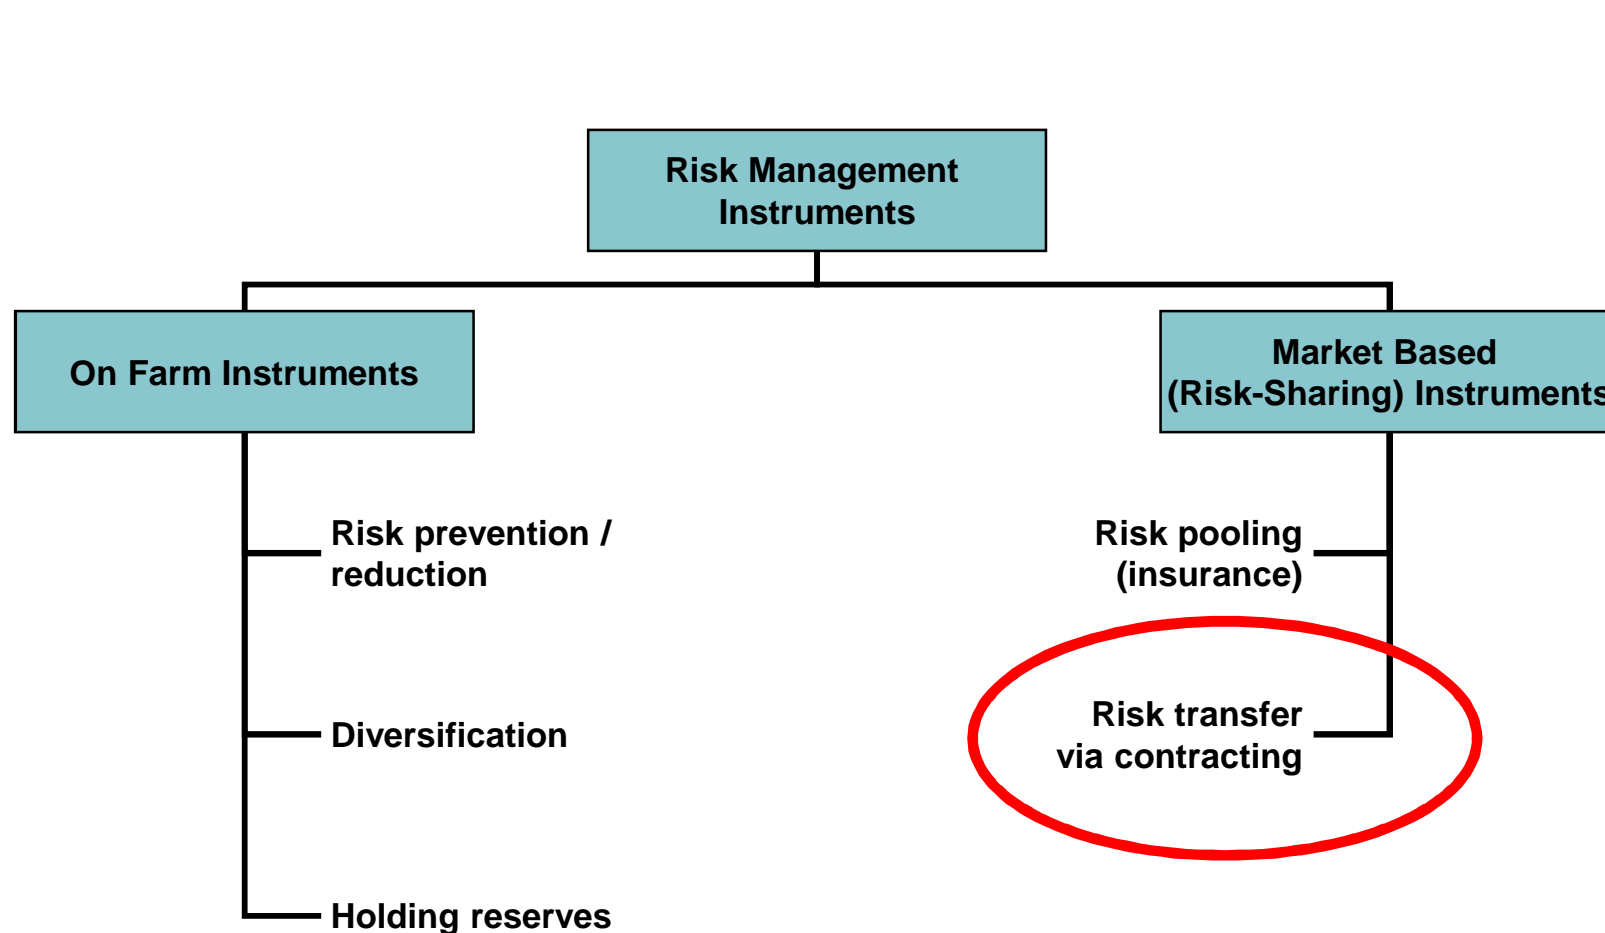 Risk Management
Instruments
On Farm Instruments
Market Based
(Risk-Sharing) Instruments
Risk prevention /
reduction
Diversification
Holding reserves
Risk pooling
(insurance)
Risk transfer
via contracting